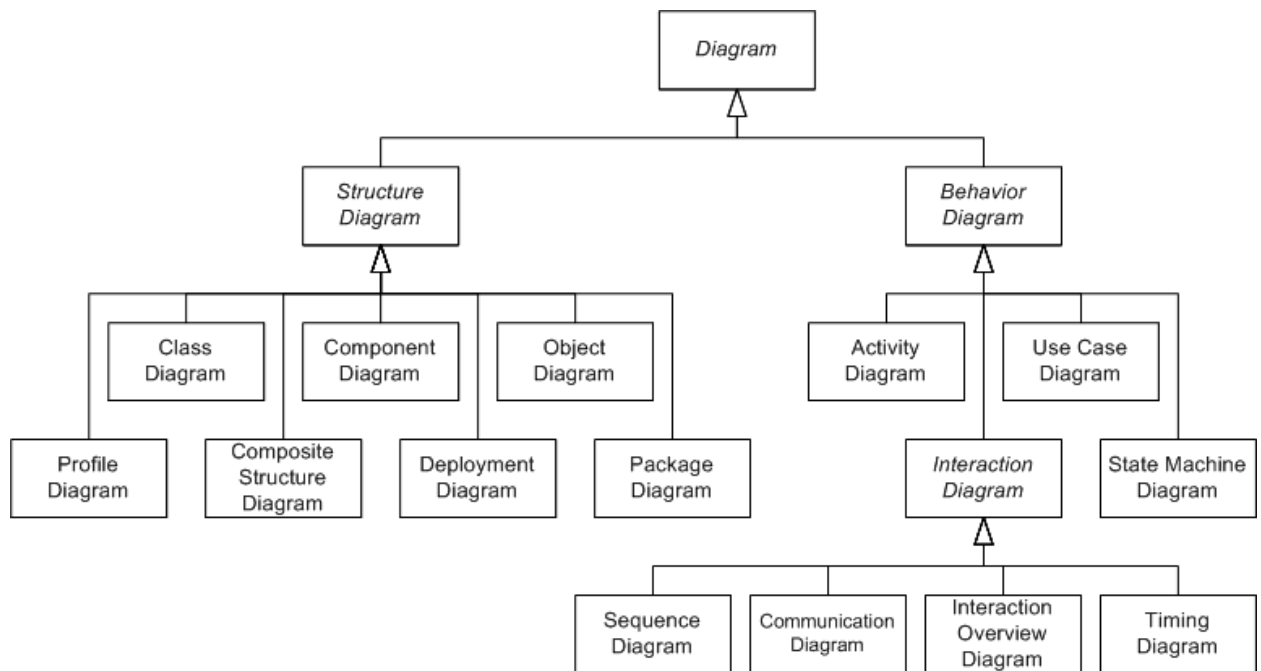 Diagram
Structure
Diagram
Behavior
Diagram
Class
Diagram
Component
Diagram
Object
Diagram
Activity
Diagram
Use Case
Diagram
Profile
Diagram
Composite
Structure
Diagram
Deployment
Diagram
Package
Diagram
Interaction
Diagram
State Machine
Diagram
Sequence
Diagram
Communication
Diagram
Interaction
Overview
Diagram
Timing
Diagram